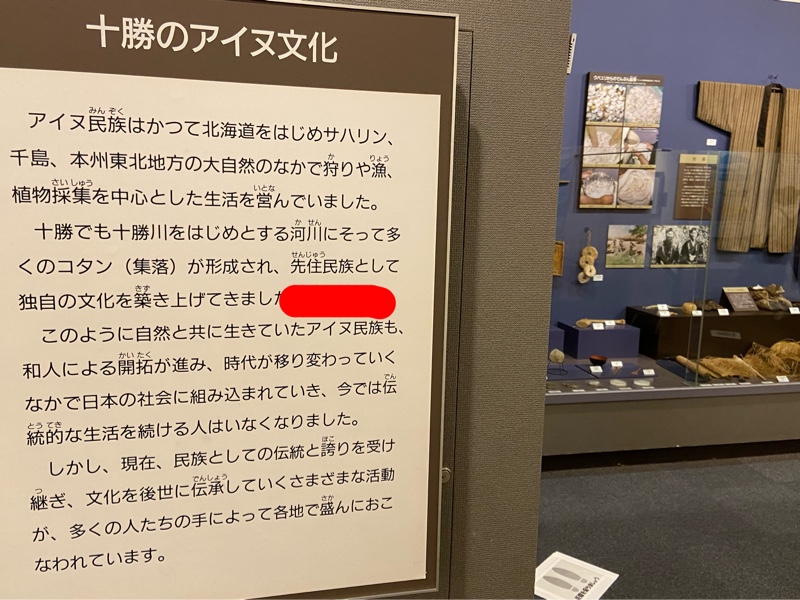 十勝のアイヌ文化
アイヌ民族はかつて北海道をはじめサハリン、
千島、本州東北地方の大自然のなかで狩りや漁、
植物採集を中心とした生活を営んでいました。
十勝でも十勝川をはじめとする河川にそって多
くのコタン（集落）が形成され、先住民族として
独自の文化を築き上げてきまし
このように自然と共に生きていたアイヌ民族も、
和人による開拓が進み、時代が移り変わっていく
なかで日本の社会に組み込まれていき、今では伝
統的な生活を続ける人はいなくなりました。
しかし、現在、民族としての伝統と誇りを受け
継ぎ、文化を後世に伝承していくさまざまな活動
が、多くの人たちの手によって各地で盛んにおこ
なわれています。